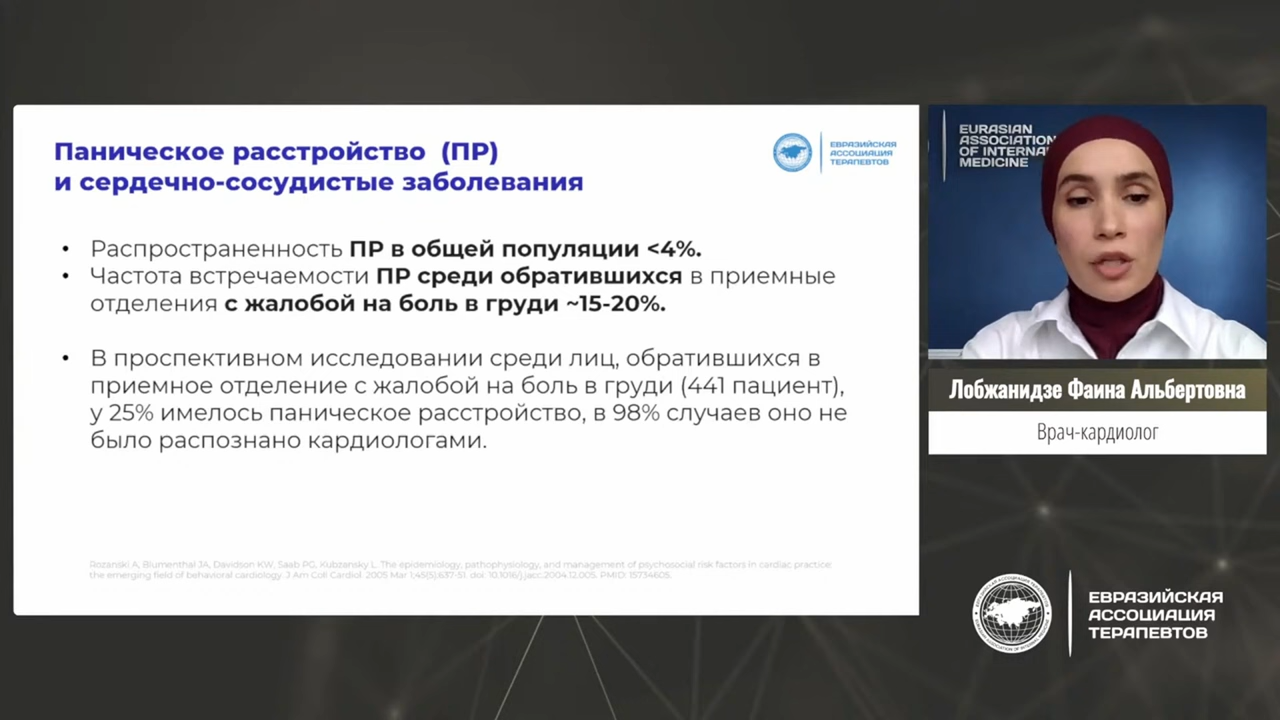 Паническое расстройство (ПР)
и сердечно-сосудистые заболевания
ЕВРАЗИЙСКАЯ
АССОЦИАЦИЯ
ТЕРАПЕВТОВ
• Распространенность ПР в общей популяции <4%.
• Частота встречаемости ПР среди обратившихся в приемные
отделения с жалобой на боль в груди ~15-20%.
• В проспективном исследовании среди лиц, обратившихся в
приемное отделение с жалобой на боль в груди (441 пациент),
у 25% имелось паническое расстройство, в 98% случаев оно не
было распознано кардиологами.
Rozanski A, Blumenthal JA, Davidson KW, Saab PG, Kubzansky L. The epidemiology, pathophysiology, and management of psychosocial risk factors in cardiac practice:
the emerging field of behavioral cardiology. J Am Coll Cardiol. 2005 Mar 1;45(5):637-51. doi: 10.1016/j.jacc.2004.12.005. PMID: 15734605.
EURASIAN
ASSOCIATION
OF INTERNA
MEDICINE
Лобжанидзе Фаина Альбертовна
Врач-кардиолог
ЕВРАЗИЙСКАЯ
АССОЦИАЦИЯ
ТЕРАПЕВТОВ